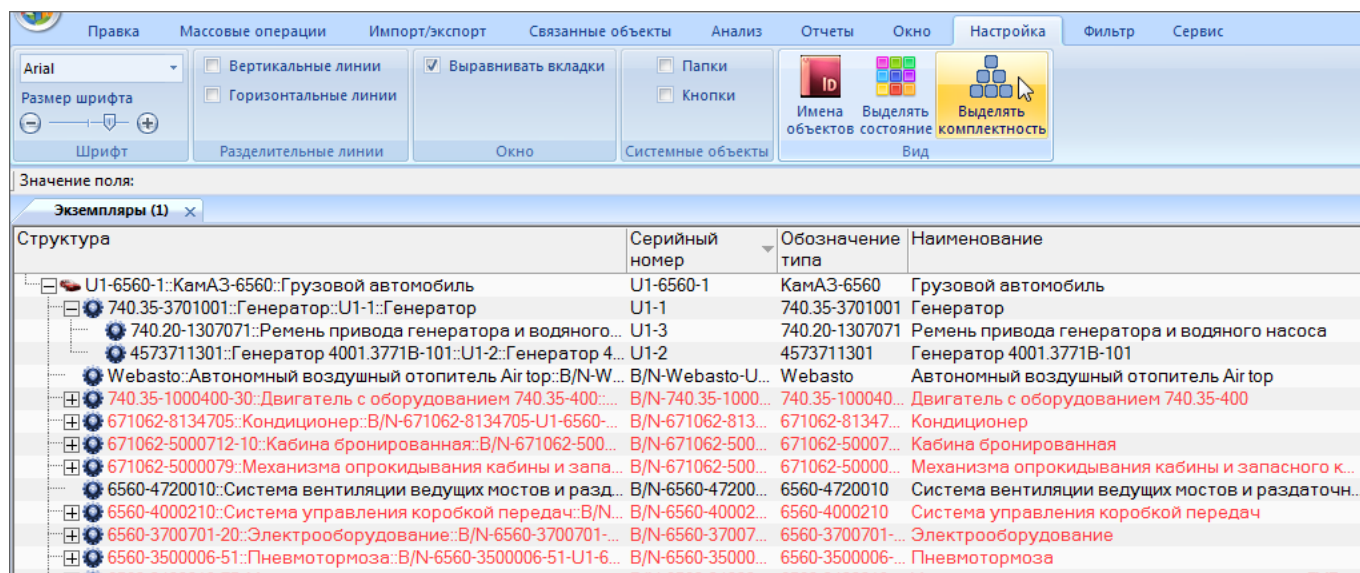 Правка Массовые операции Импорт/экспорт Связанные объекты Анализ Отчеты Окно Настройка Фильтр Сервис
Arial Вертикальные линии Выравнивать вкладки Папки
Размер шрифта Горизонтальные линии Кнопки
ID
Имена объектов Выделять состояние Выделять комплектность
Шрифт Разделительные линии Окно Системные объекты Вид
Значение поля:
Экземпляры (1)
Структура Серийный номер Обозначение типа Наименование
U1-6560-1::КамАЗ-6560::Грузовой автомобиль U1-6560-1 КамАЗ-6560 Грузовой автомобиль
740.35-3701001::Генератор::U1-1::Генератор U1-1 740.35-3701001 Генератор
740.20-1307071::Ремень привода генератора и водяного... U1-3 740.20-1307071 Ремень привода генератора и водяного насоса
4573711301::Генератор 4001.3771В-101::U1-2::Генератор 4... U1-2 4573711301 Генератор 4001.3771В-101
Webasto::Автономный воздушный отопитель Air top::B/N-W... B/N-Webasto-U... Webasto Автономный воздушный отопитель Air top
740.35-1000400-30::Двигатель с оборудованием 740.35-400::... B/N-740.35-1000... 740.35-100040... Двигатель с оборудованием 740.35-400
671062-8134705::Кондиционер::B/N-671062-8134705-U1-6560-... B/N-671062-813... 671062-81347... Кондиционер
671062-5000712-10::Кабина бронированная::B/N-671062-500... B/N-671062-500... 671062-50007... Кабина бронированная
671062-5000079::Механизма опрокидывания кабины и запа... B/N-671062-500... 671062-50000... Механизма опрокидывания кабины и запасного к...
6560-4720010::Система вентиляции ведущих мостов и разд... B/N-6560-47200... 6560-4720010 Система вентиляции ведущих мостов и раздаточн...
6560-4000210::Система управления коробкой передач::B/N... B/N-6560-40002... 6560-4000210 Система управления коробкой передач
6560-3700701-20::Электрооборудование::B/N-6560-3700701-... B/N-6560-37007... 6560-3700701-... Электрооборудование
6560-3500006-51::Пневмотормоза::B/N-6560-3500006-51-U1-6... B/N-6560-35000... 6560-3500006-... Пневмотормоза